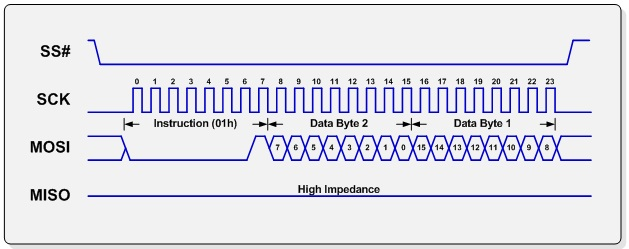 SS#
SCK
0 1 2 3 4 5 6 7 8 9 10 11 12 13 14 15 16 17 18 19 20 21 22 23
Instruction (01h) Data Byte 2 Data Byte 1
MOSI
7 6 5 4 3 2 1 0 15 14 13 12 11 10 9 8
MISO
High Impedance